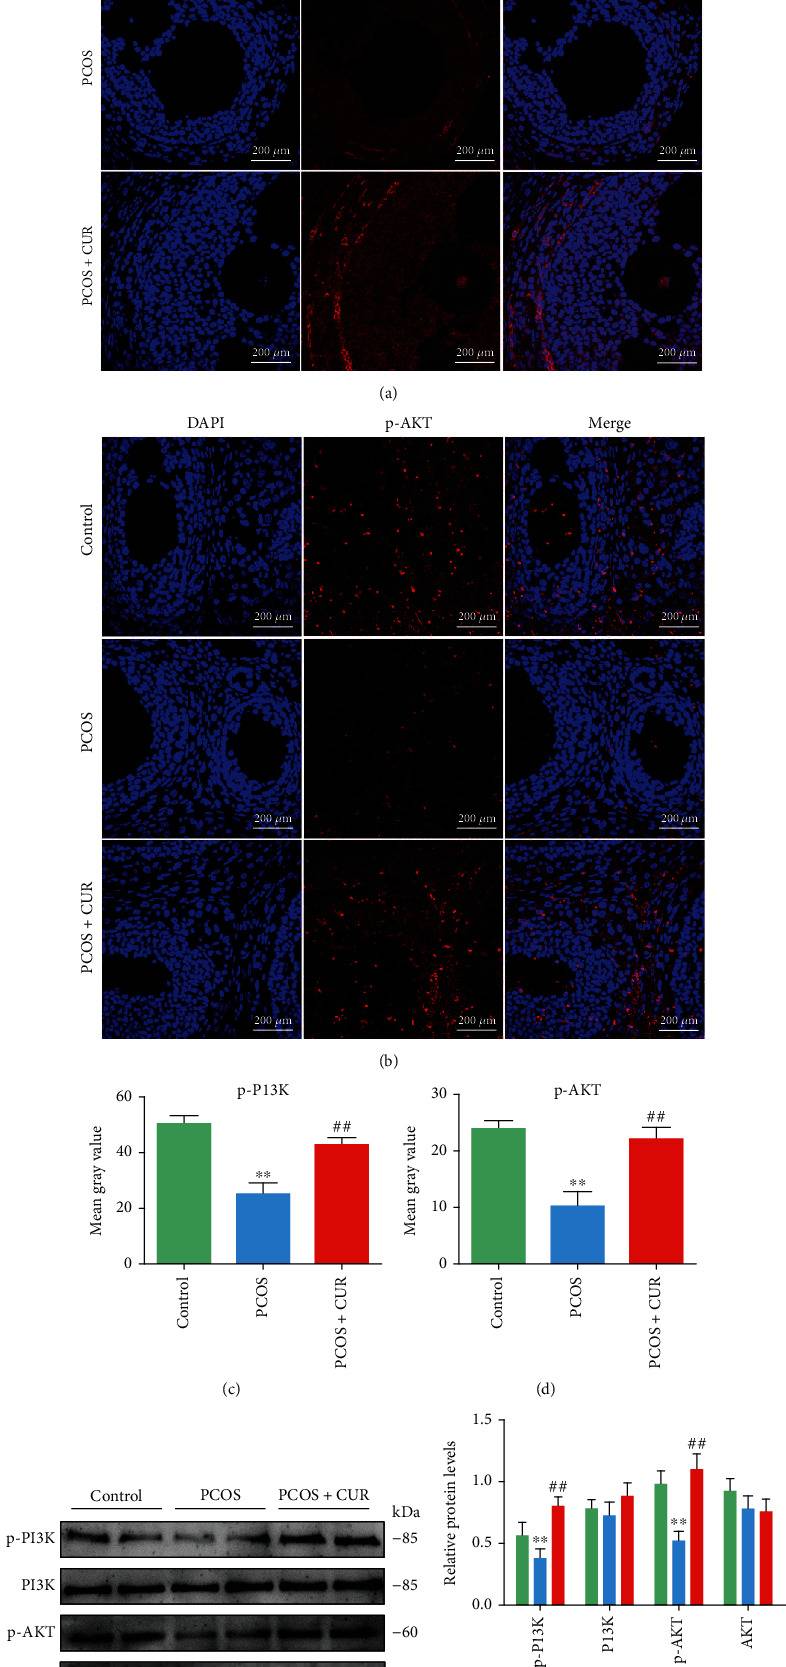 PCOS
200 μm
200 μm
200 μm
PCOS + CUR
200 μm
200 μm
200 μm
(a)
DAPI
p-AKT
Merge
Control
200 μm
200 μm
200 μm
PCOS
200 μm
200 μm
200 μm
PCOS + CUR
200 μm
200 μm
200 μm
(b)
p-P13K
Mean gray value
60
40
20
0
**
##
Control
PCOS
PCOS + CUR
(c)
p-AKT
Mean gray value
30
20
10
0
**
##
Control
PCOS
PCOS + CUR
(d)
Control
PCOS
PCOS + CUR
kDa
p-PI3K
–85
PI3K
–85
p-AKT
–60
Relative protein levels
1.5
1.0
0.5
0.0
**
##
**
##
p-P13K
P13K
p-AKT
AKT